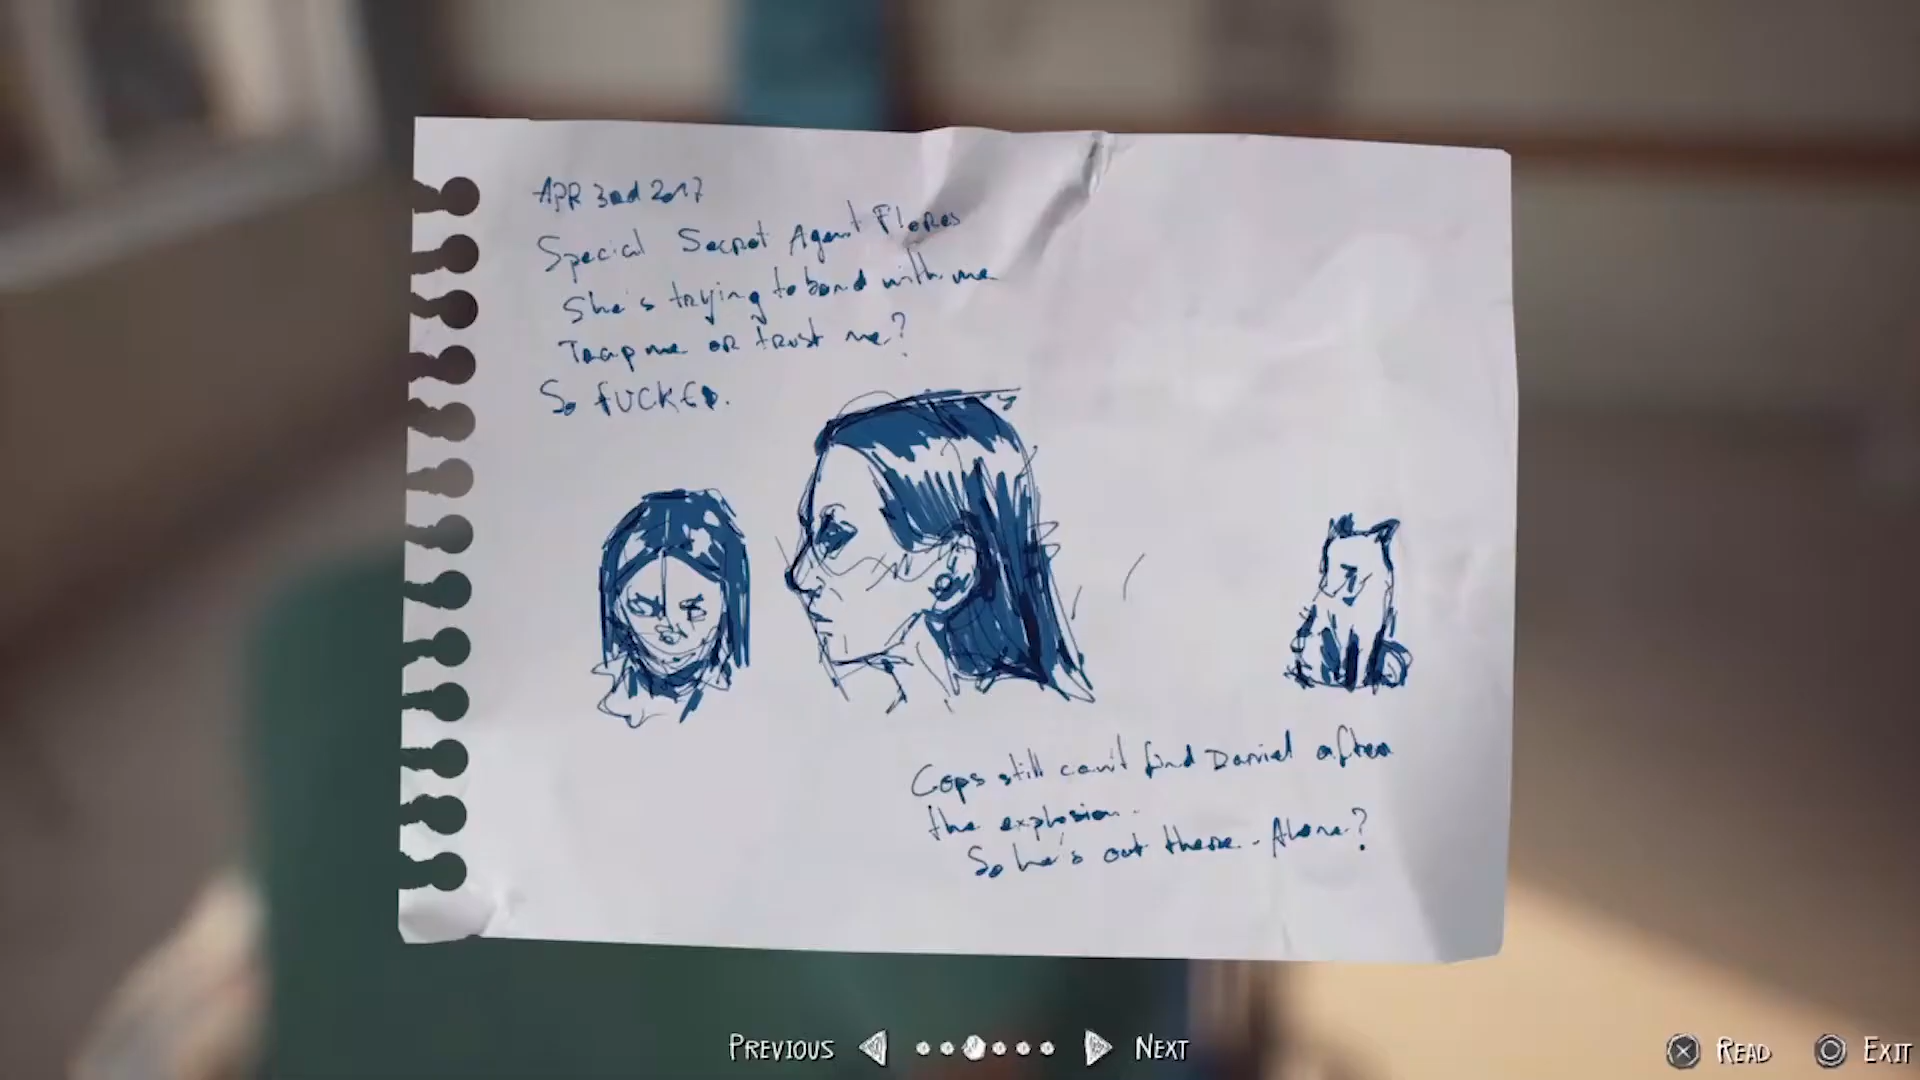 APR 3rd 2017
Special Secret Agent Flores
She's trying to bond with me
Trap me or trust me?
So fUCKED.
Cops still can't find Daniel after
the explosion.
So he's out there. Alone?
PREVIOUS NEXT
READ EXIT